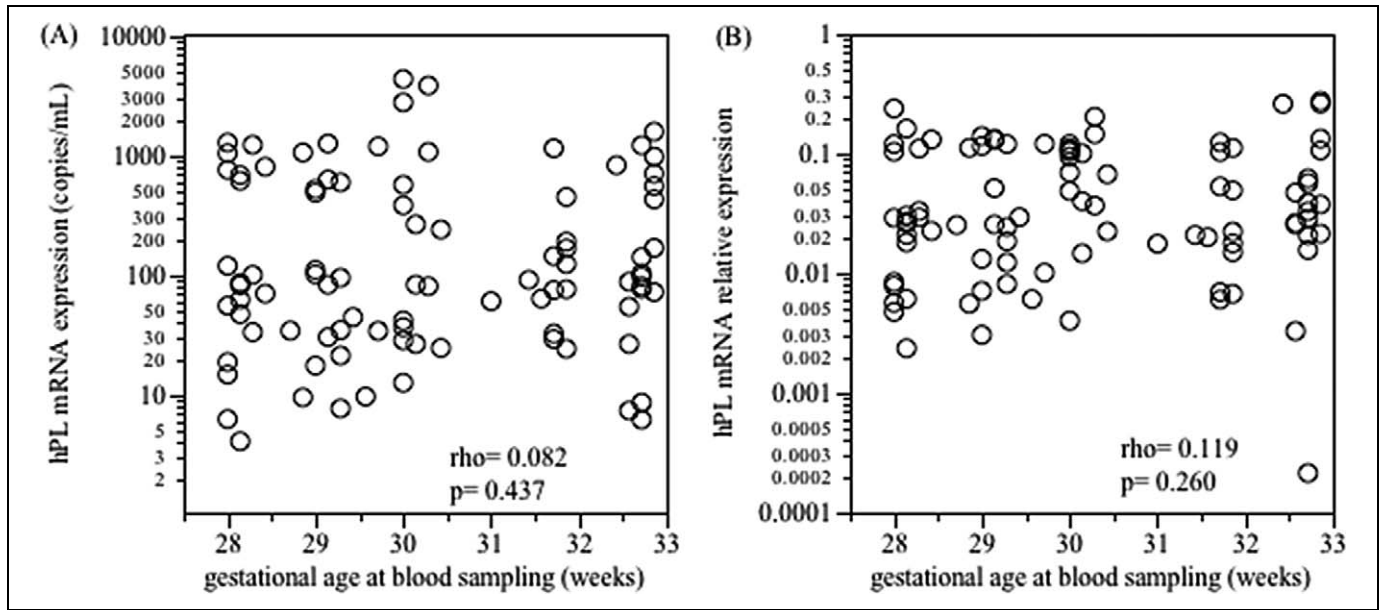 (A)
10000
5000
3000
2000
1000
500
300
200
100
50
30
20
10
5
3
2
hPL mRNA expression (copies/mL)
rho= 0.082
p= 0.437
28 29 30 31 32 33
gestational age at blood sampling (weeks)
(B)
1
0.5
0.3
0.2
0.1
0.05
0.03
0.02
0.01
0.005
0.003
0.002
0.001
0.0005
0.0003
0.0002
0.0001
hPL mRNA relative expression
rho= 0.119
p= 0.260
28 29 30 31 32 33
gestational age at blood sampling (weeks)